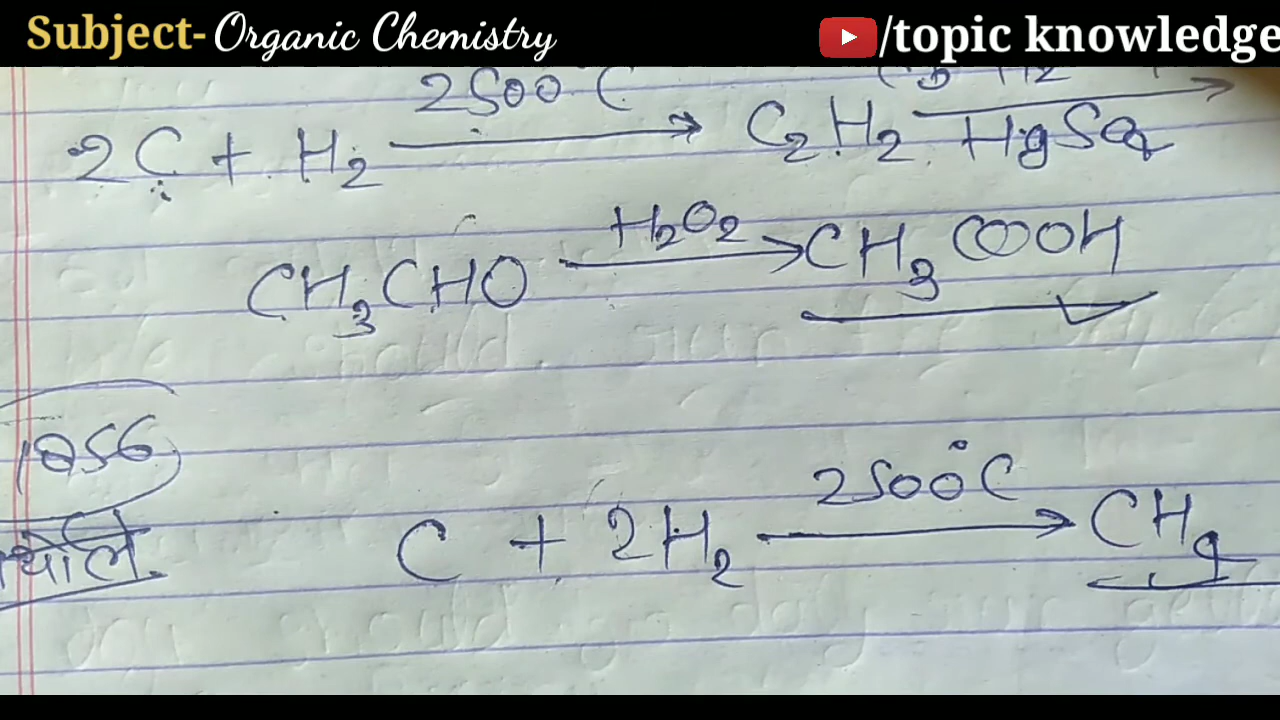 Subject- Organic Chemistry
/topic knowledge
2500°C
2C + H2 → C2H2 → HgSO4
CH3CHO → H2O2 → CH3COOH
1856
2500°C
C + 2H2 → CH4